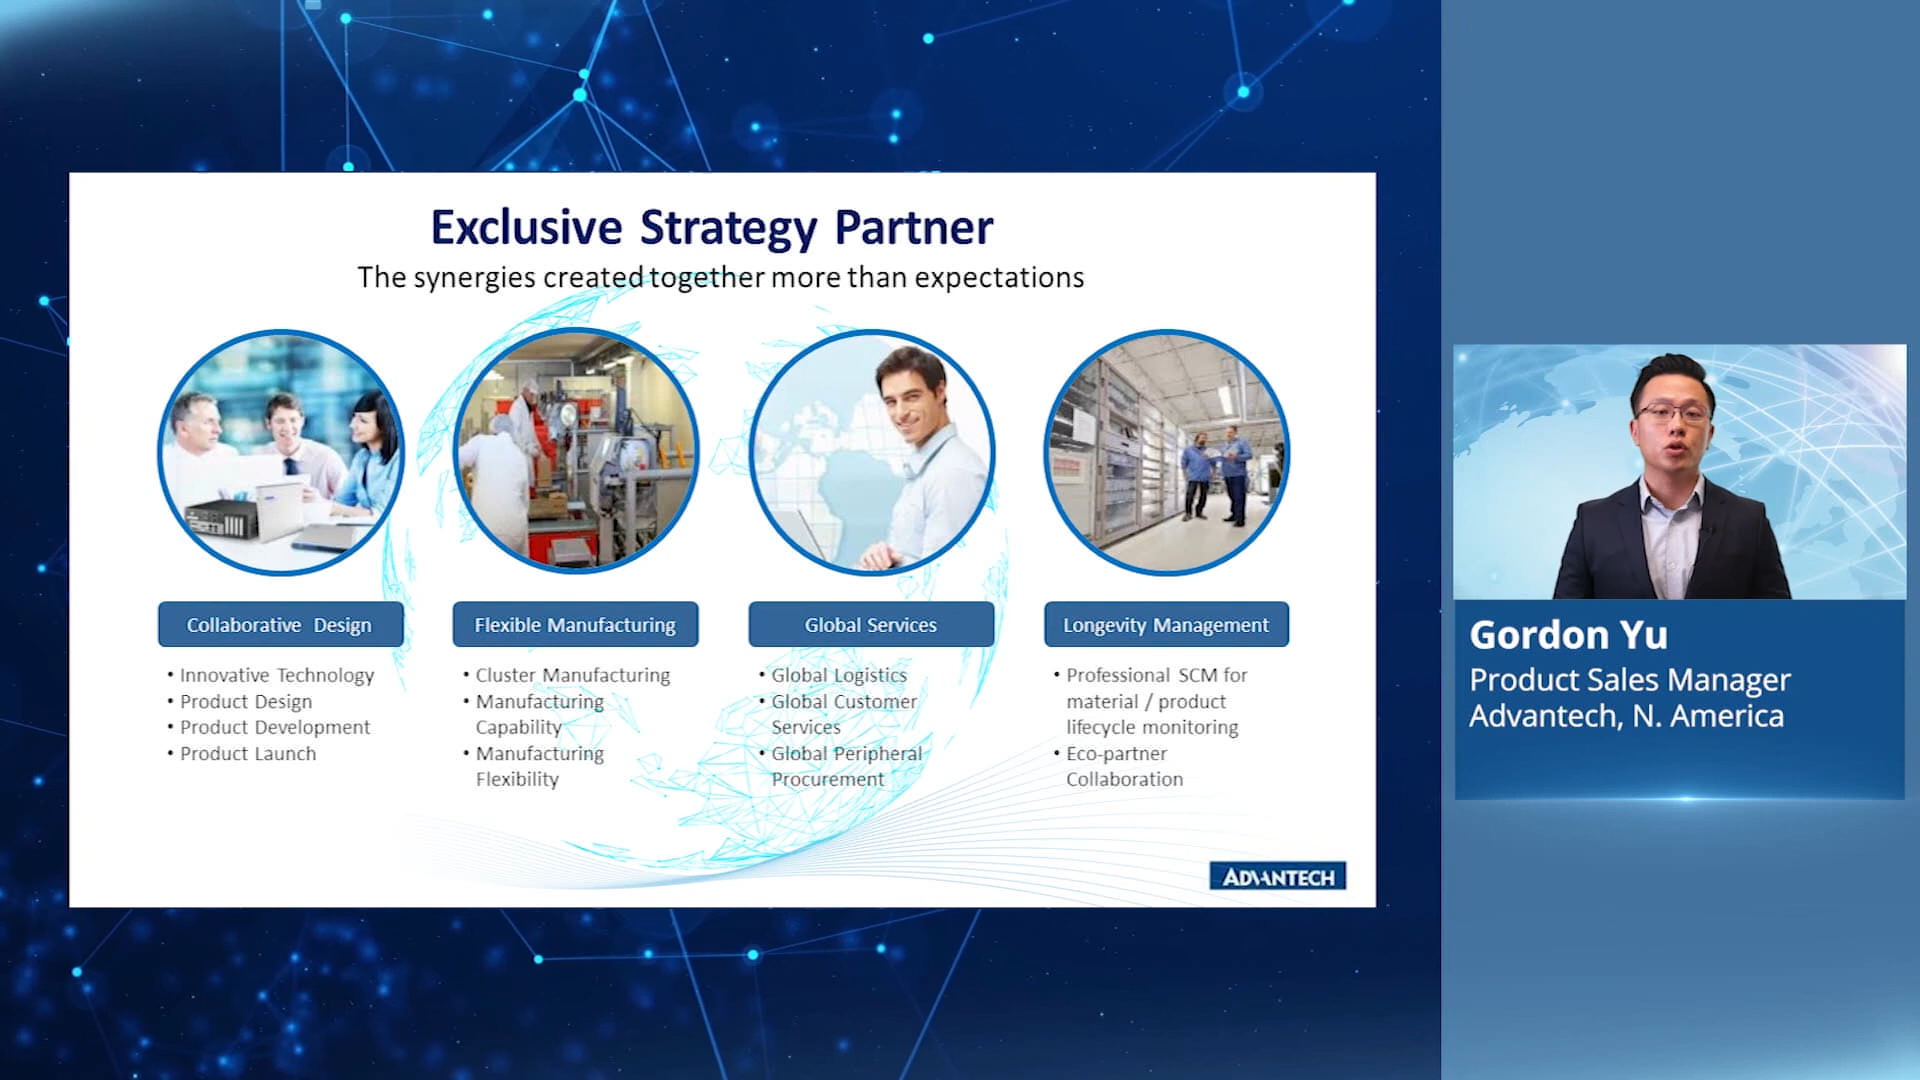 Exclusive Strategy Partner
The synergies created together more than expectations
Collaborative Design
• Innovative Technology
• Product Design
• Product Development
• Product Launch
Flexible Manufacturing
• Cluster Manufacturing
• Manufacturing
Capability
• Manufacturing
Flexibility
Global Services
• Global Logistics
• Global Customer
Services
• Global Peripheral
Procurement
Longevity Management
• Professional SCM for
material / product
lifecycle monitoring
• Eco-partner
Collaboration
ADVANTECH
Gordon Yu
Product Sales Manager
Advantech, N. America